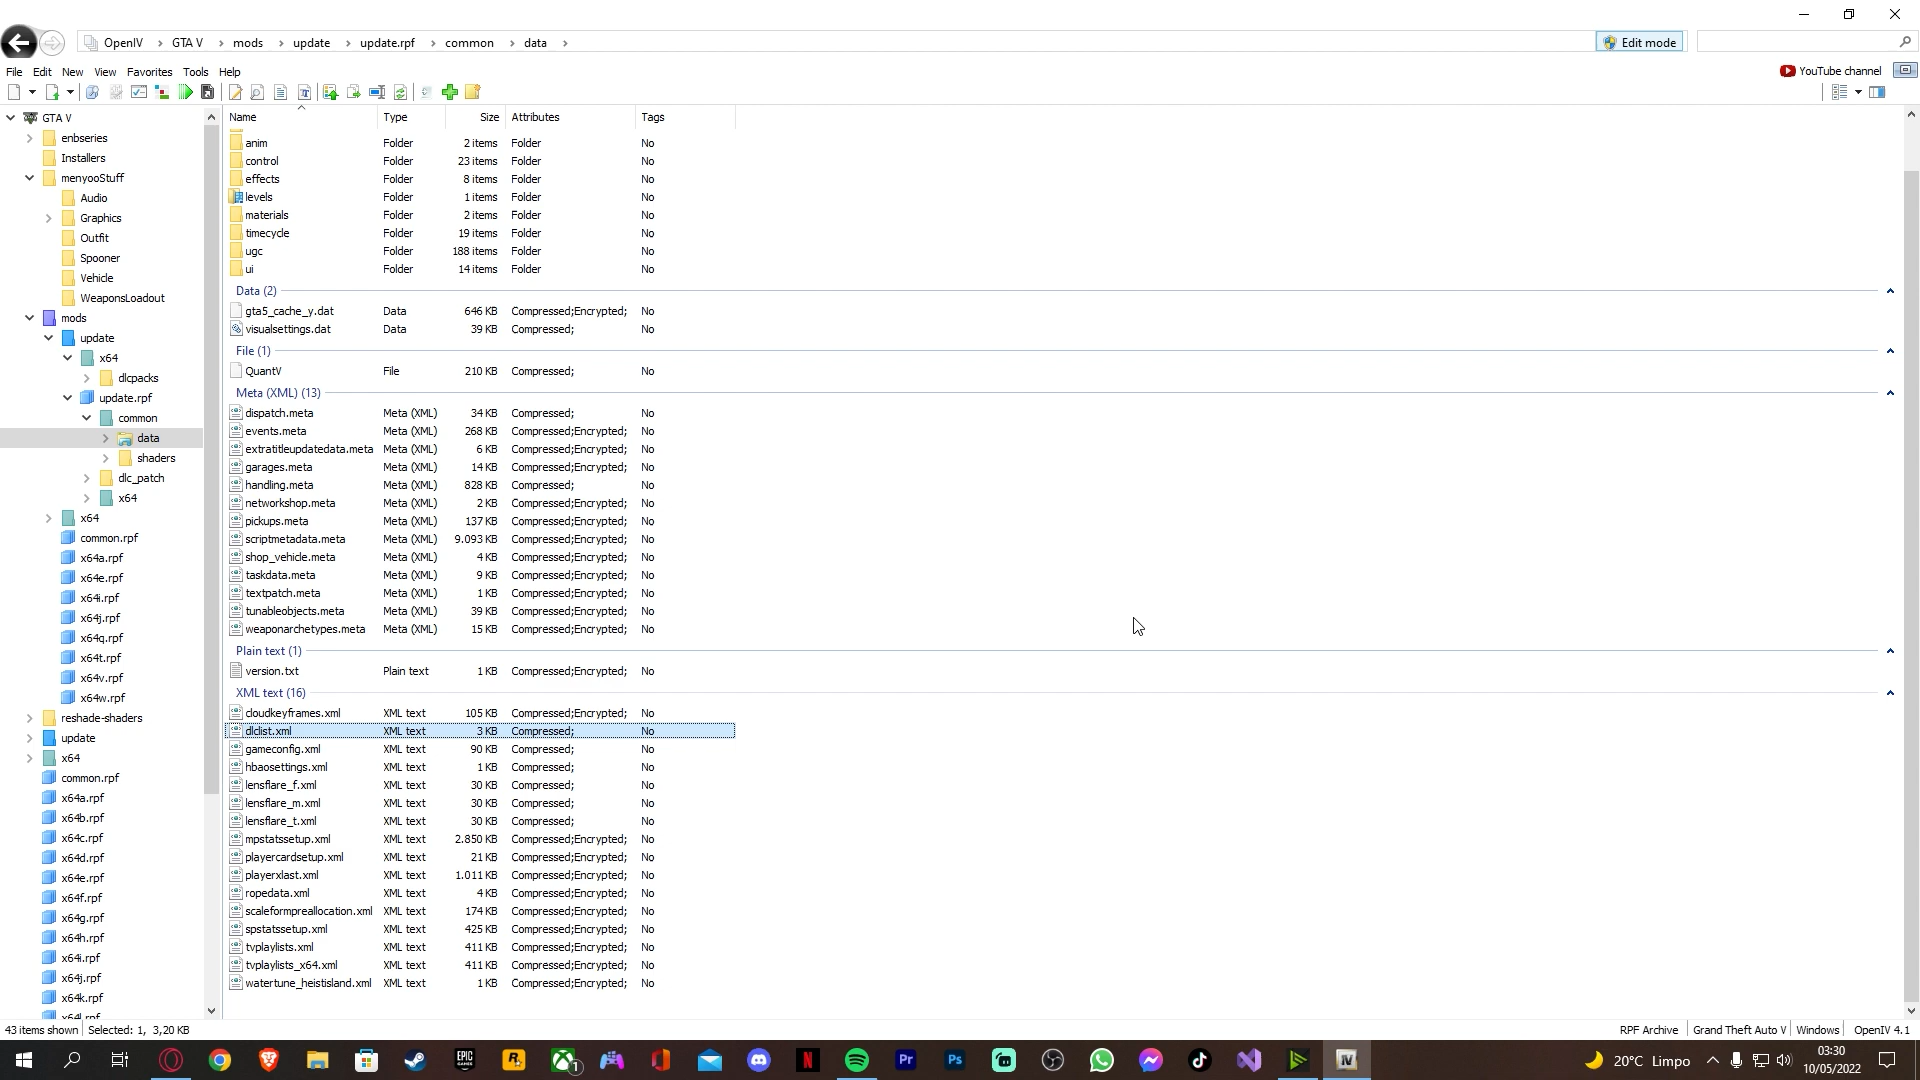 OpenIV > GTA V > mods > update > update.rpf > common > data >
Edit mode
File Edit New View Favorites Tools Help
YouTube channel
GTA V
enbseries
Installers
menyooStuff
Audio
Graphics
Outfit
Spooner
Vehicle
WeaponsLoadout
mods
update
x64
dlcpacks
update.rpf
common
data
shaders
dlc_patch
x64
x64
common.rpf
x64a.rpf
x64e.rpf
x64i.rpf
x64j.rpf
x64q.rpf
x64t.rpf
x64v.rpf
x64w.rpf
reshade-shaders
update
x64
common.rpf
x64a.rpf
x64b.rpf
x64c.rpf
x64d.rpf
x64e.rpf
x64f.rpf
x64g.rpf
x64h.rpf
x64i.rpf
x64j.rpf
x64k.rpf
x64l.rpf
Name Type Size Attributes Tags
anim Folder 2 items Folder No
control Folder 23 items Folder No
effects Folder 8 items Folder No
levels Folder 1 items Folder No
materials Folder 2 items Folder No
timecycle Folder 19 items Folder No
ugc Folder 188 items Folder No
ui Folder 14 items Folder No
Data (2)
gta5_cache_y.dat Data 646 KB Compressed;Encrypted; No
visualsettings.dat Data 39 KB Compressed; No
File (1)
QuantV File 210 KB Compressed; No
Meta (XML) (13)
dispatch.meta Meta (XML) 34 KB Compressed; No
events.meta Meta (XML) 268 KB Compressed;Encrypted; No
extratitleupdatedata.meta Meta (XML) 6 KB Compressed;Encrypted; No
garages.meta Meta (XML) 14 KB Compressed;Encrypted; No
handling.meta Meta (XML) 828 KB Compressed; No
networkshop.meta Meta (XML) 2 KB Compressed;Encrypted; No
pickups.meta Meta (XML) 137 KB Compressed;Encrypted; No
scriptmetadata.meta Meta (XML) 9.093 KB Compressed;Encrypted; No
shop_vehicle.meta Meta (XML) 4 KB Compressed;Encrypted; No
taskdata.meta Meta (XML) 9 KB Compressed;Encrypted; No
textpatch.meta Meta (XML) 1 KB Compressed;Encrypted; No
tunableobjects.meta Meta (XML) 39 KB Compressed;Encrypted; No
weaponarchetypes.meta Meta (XML) 15 KB Compressed;Encrypted; No
Plain text (1)
version.txt Plain text 1 KB Compressed;Encrypted; No
XML text (16)
cloudkeyframes.xml XML text 105 KB Compressed;Encrypted; No
dlclist.xml XML text 3 KB Compressed; No
gameconfig.xml XML text 90 KB Compressed; No
hbaosettings.xml XML text 1 KB Compressed; No
lensflare_f.xml XML text 30 KB Compressed; No
lensflare_m.xml XML text 30 KB Compressed; No
lensflare_t.xml XML text 30 KB Compressed; No
mpstatssetup.xml XML text 2.850 KB Compressed;Encrypted; No
playercardsetup.xml XML text 21 KB Compressed;Encrypted; No
playerxlast.xml XML text 1.011 KB Compressed;Encrypted; No
ropedata.xml XML text 4 KB Compressed;Encrypted; No
scaleformpreallocation.xml XML text 174 KB Compressed;Encrypted; No
spstatssetup.xml XML text 425 KB Compressed;Encrypted; No
tvplaylists.xml XML text 411 KB Compressed;Encrypted; No
tvplaylists_x64.xml XML text 411 KB Compressed;Encrypted; No
watertune_heistisland.xml XML text 1 KB Compressed;Encrypted; No
43 items shown Selected: 1, 3,20 KB
RPF Archive Grand Theft Auto V Windows OpenIV 4.1
EPIC GAMES
R
1
N
Pr
Ps
IV
20°C Limpo
03:30
10/05/2022